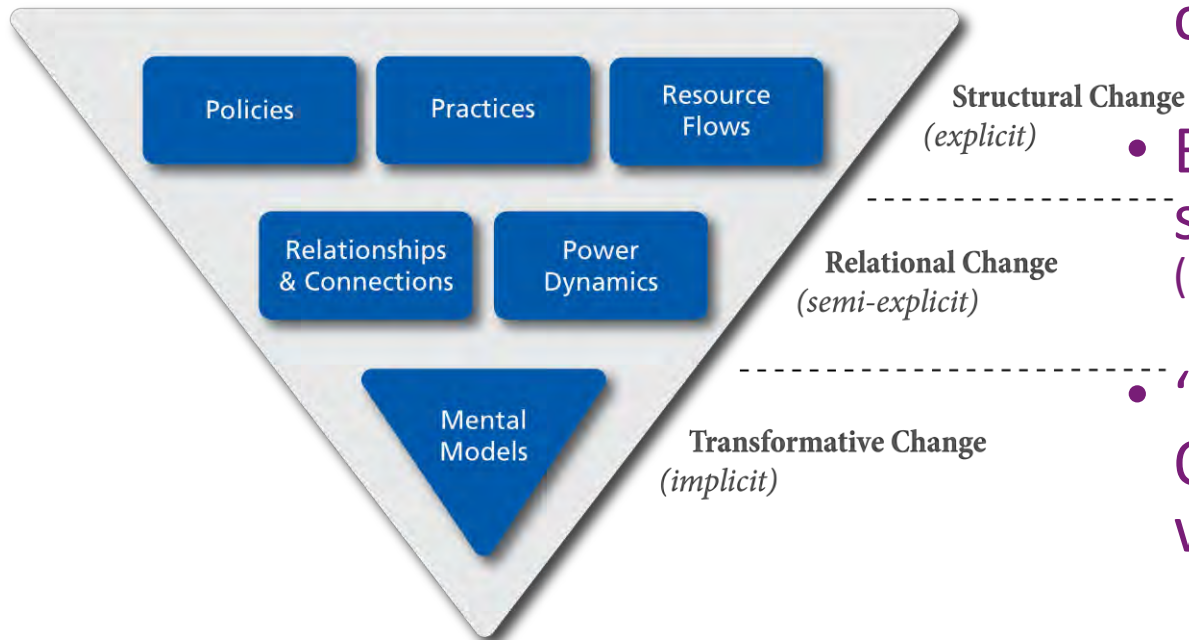 Policies
Practices
Resource
Flows
Structural Change
(explicit)
Relationships
& Connections
Power
Dynamics
Relational Change
(semi-explicit)
Mental
Models
Transformative Change
(implicit)